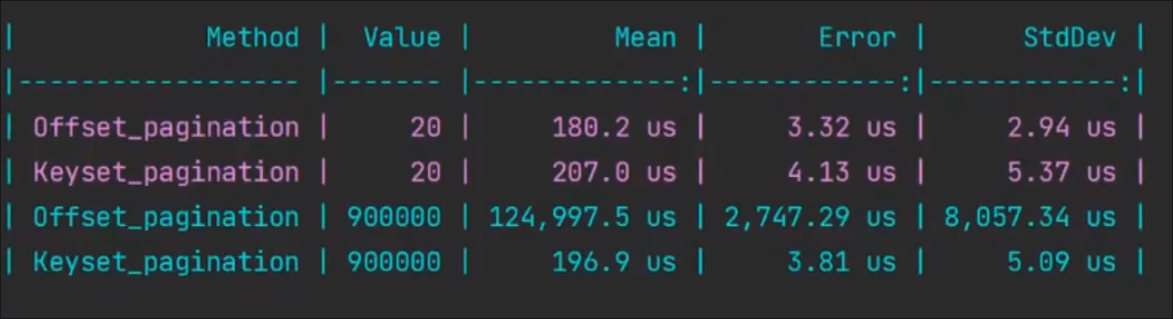 | Method | Value | Mean | Error | StdDev |
|------------------ |------- |-------------:|------------:|------------:|
| Offset_pagination | 20 | 180.2 us | 3.32 us | 2.94 us |
| Keyset_pagination | 20 | 207.0 us | 4.13 us | 5.37 us |
| Offset_pagination | 900000 | 124,997.5 us | 2,747.29 us | 8,057.34 us |
| Keyset_pagination | 900000 | 196.9 us | 3.81 us | 5.09 us |